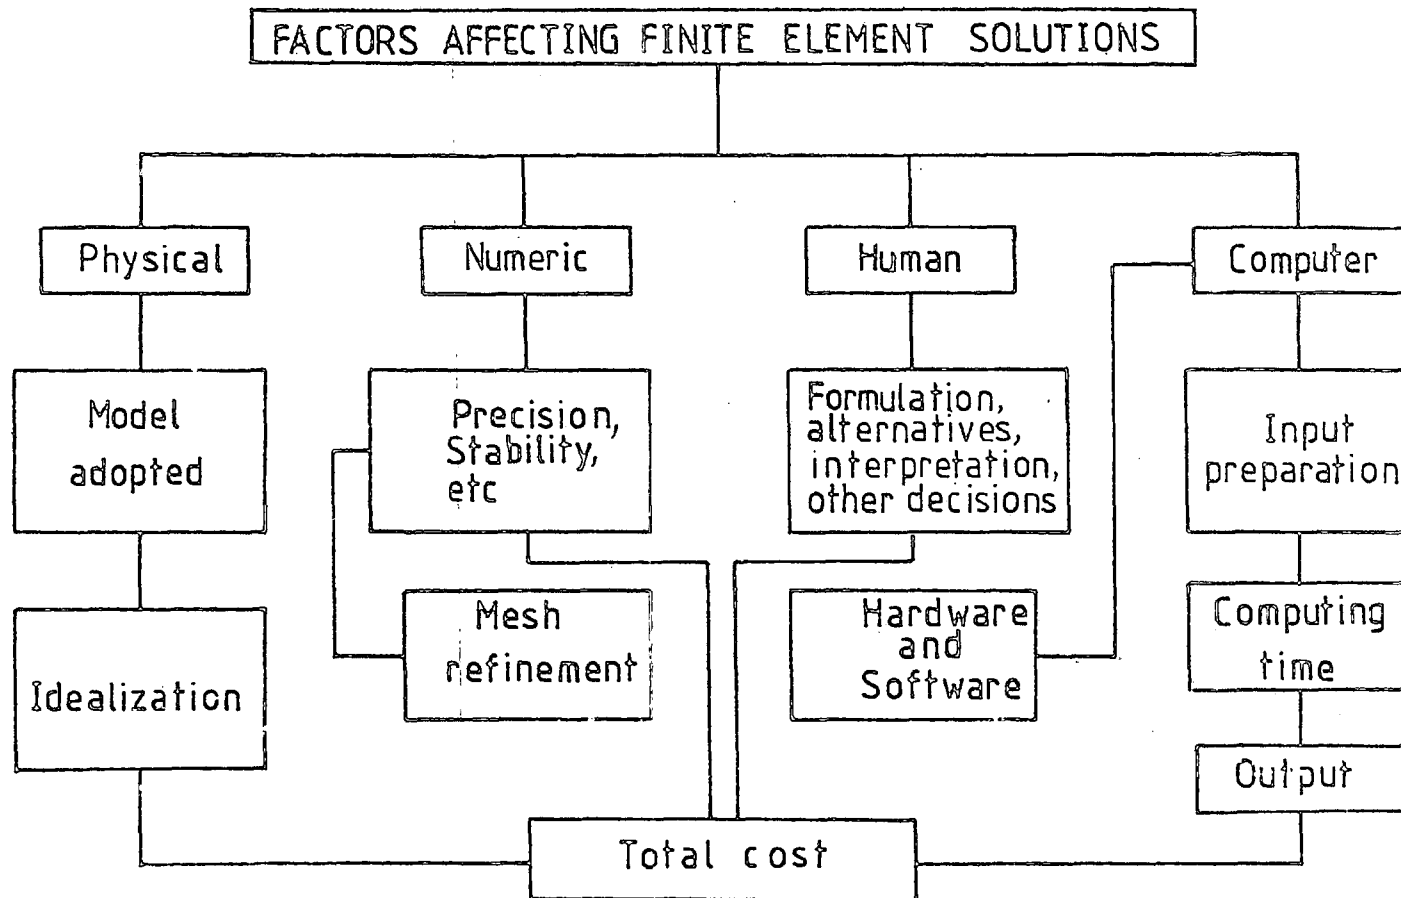 FACTORS AFFECTING FINITE ELEMENT SOLUTIONS
Physical
Numeric
Human
Computer
Model
adopted
Precision,
Stability,
etc
Formulation,
alternatives,
interpretation,
other decisions
Input
preparation
Idealization
Mesh
refinement
Hardware
and
Software
Computing
time
Output
Total cost